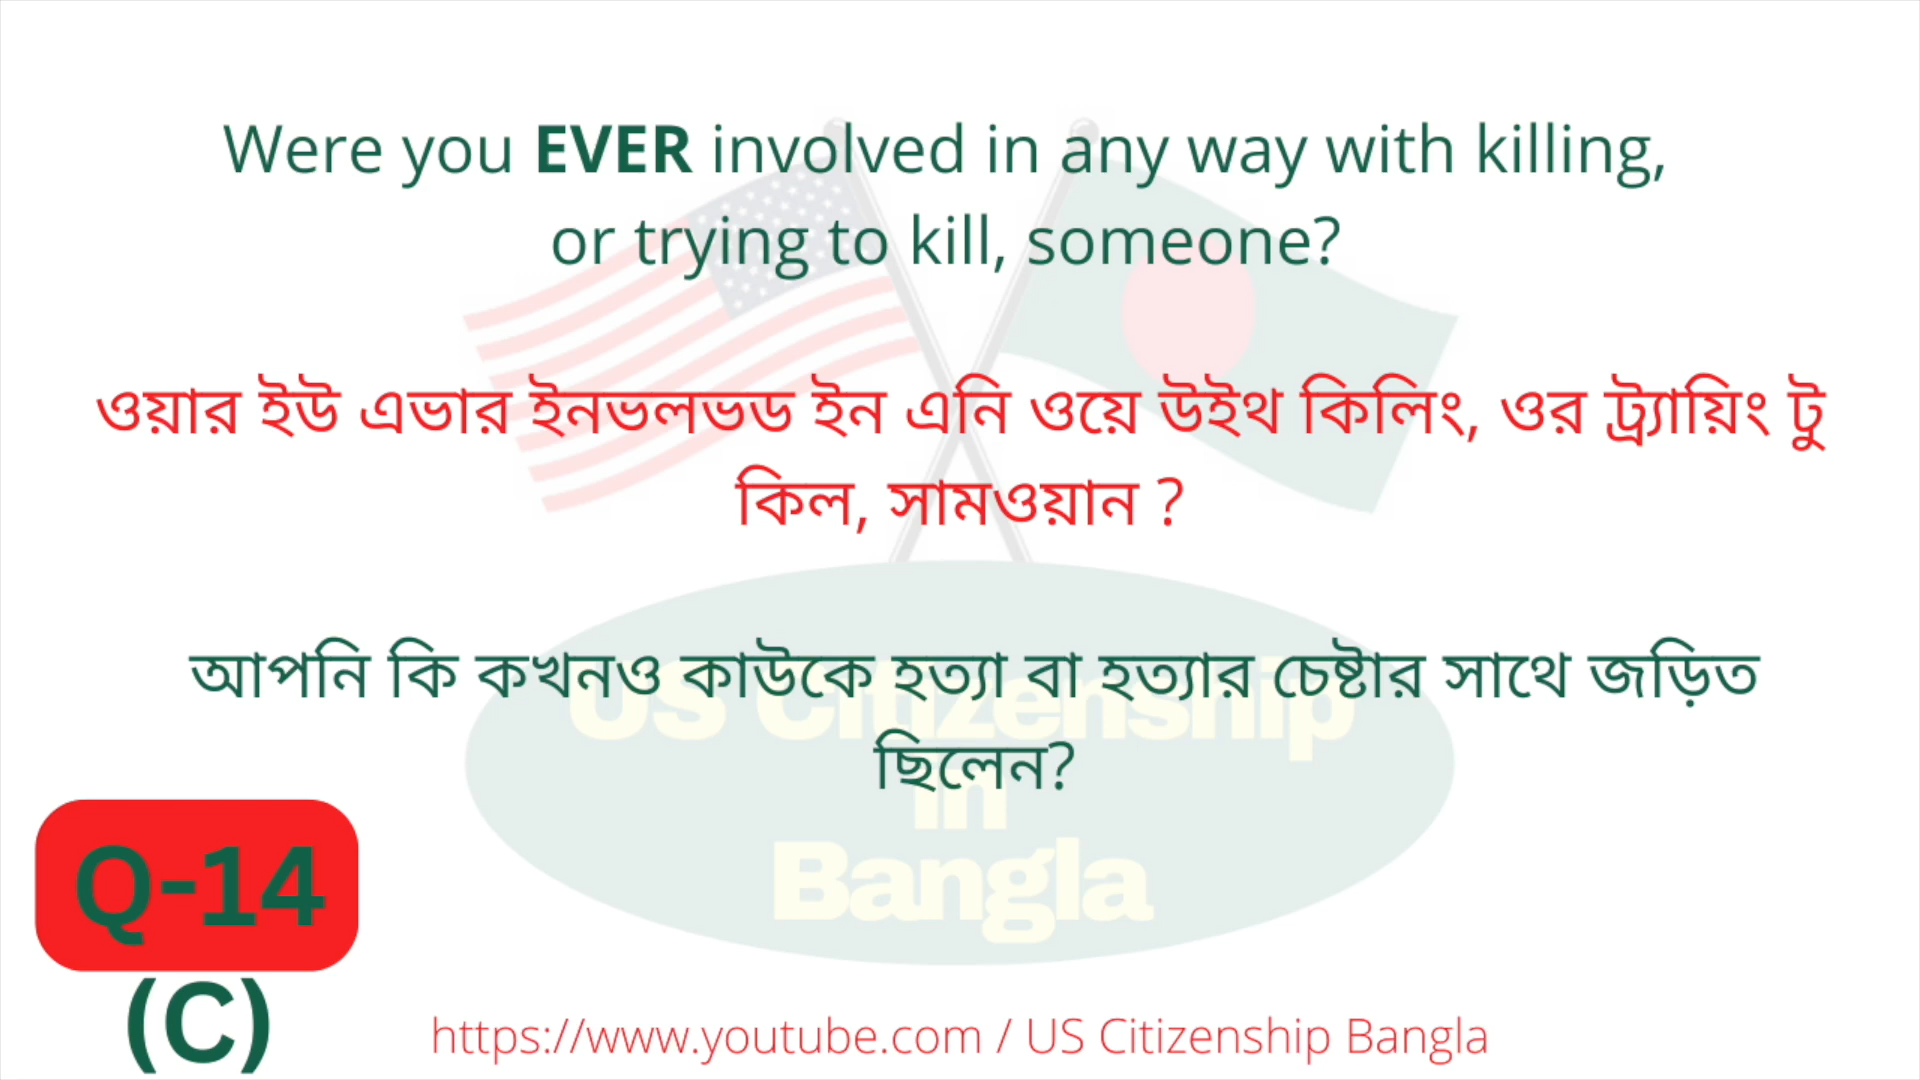 Were you EVER involved in any way with killing,
or trying to kill, someone?
ওয়ার ইউ এভার ইনভলভড ইন এনি ওয়ে উইথ কিলিং, ওর ট্র্যায়িং টু
কিল, সামওয়ান ?
আপনি কি কখনও কাউকে হত্যা বা হত্যার চেষ্টার সাথে জড়িত
ছিলেন?
US Citizenship
in
Bangla
Q-14
(C)
https://www.youtube.com / US Citizenship Bangla